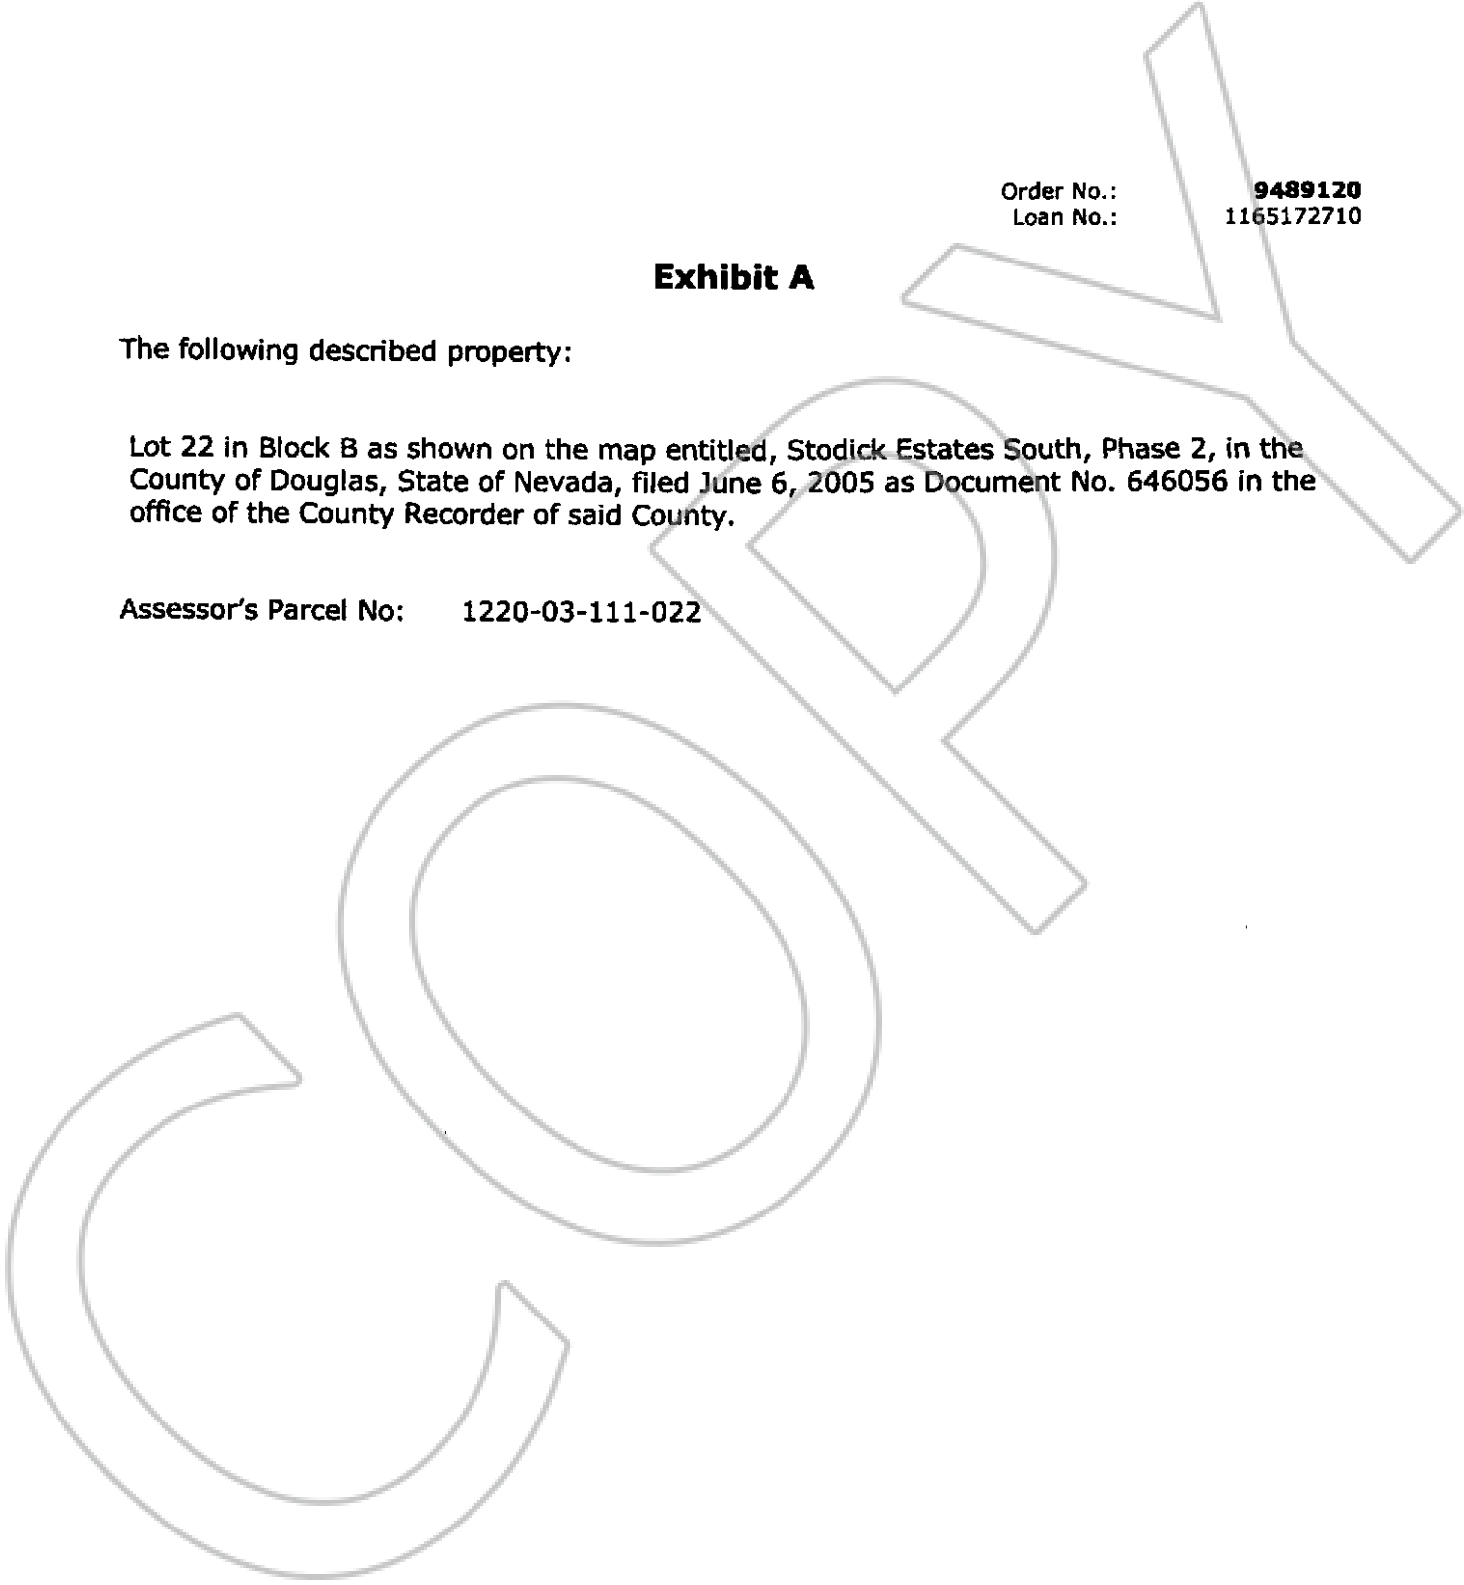 Order No.: 9489120
Loan No.: 1165172710
Exhibit A
The following described property:
Lot 22 in Block B as shown on the map entitled, Stodick Estates South, Phase 2, in the
County of Douglas, State of Nevada, filed June 6, 2005 as Document No. 646056 in the
office of the County Recorder of said County.
Assessor's Parcel No: 1220-03-111-022
COPY